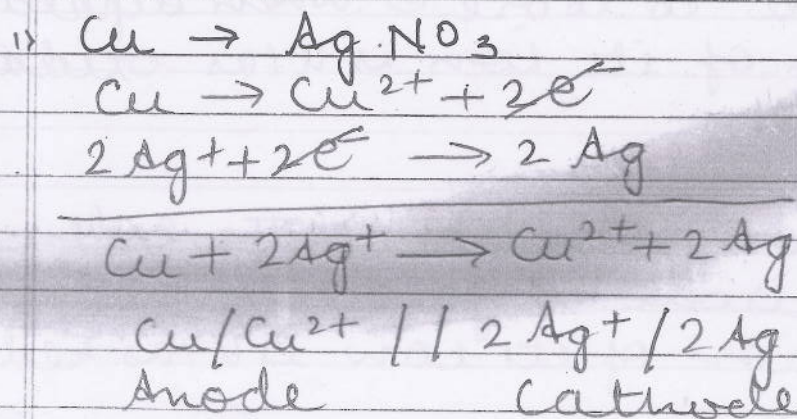 1) Cu → Ag.NO3
Cu → Cu2+ + 2e-
2 Ag+ + 2e- → 2 Ag
Cu + 2Ag+ → Cu2+ + 2 Ag
Cu/Cu2+ // 2 Ag+ / 2 Ag
Anode Cathode